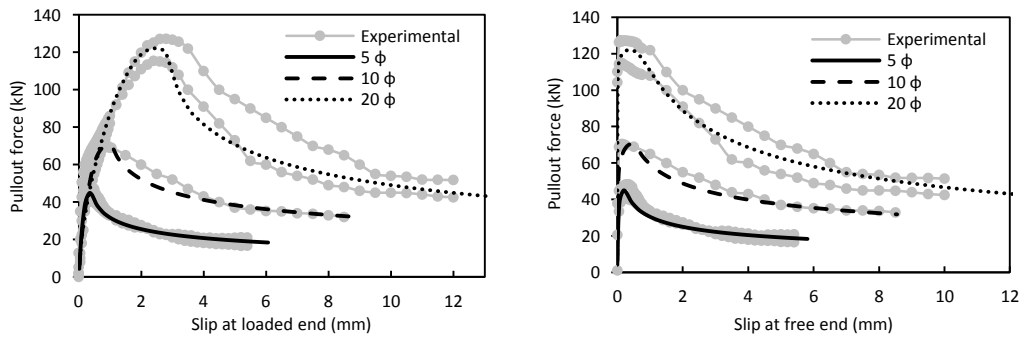 140
120
100
80
60
40
20
0
Pullout force (kN)
Experimental
5 ϕ
10 ϕ
20 ϕ
0 2 4 6 8 10 12
Slip at loaded end (mm)
140
120
100
80
60
40
20
0
Pullout force (kN)
Experimental
5 ϕ
10 ϕ
20 ϕ
0 2 4 6 8 10 12
Slip at free end (mm)